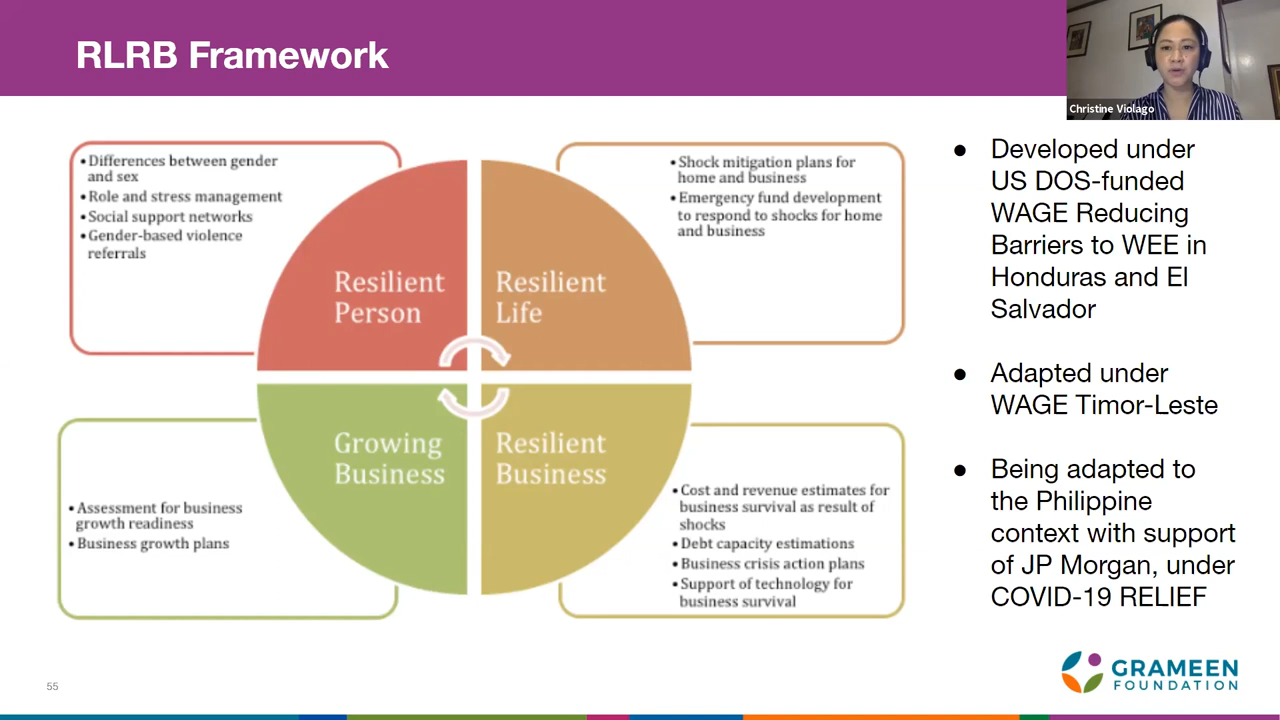 RLRB Framework
Christine Violago
• Differences between gender
and sex
• Role and stress management
• Social support networks
• Gender-based violence
referrals
• Shock mitigation plans for
home and business
• Emergency fund development
to respond to shocks for home
and business
Resilient
Person
Resilient
Life
Growing
Business
Resilient
Business
• Assessment for business
growth readiness
• Business growth plans
• Cost and revenue estimates for
business survival as result of
shocks
• Debt capacity estimations
• Business crisis action plans
• Support of technology for
business survival
● Developed under
US DOS-funded
WAGE Reducing
Barriers to WEE in
Honduras and El
Salvador
● Adapted under
WAGE Timor-Leste
● Being adapted to
the Philippine
context with support
of JP Morgan, under
COVID-19 RELIEF
55
GRAMEEN
FOUNDATION